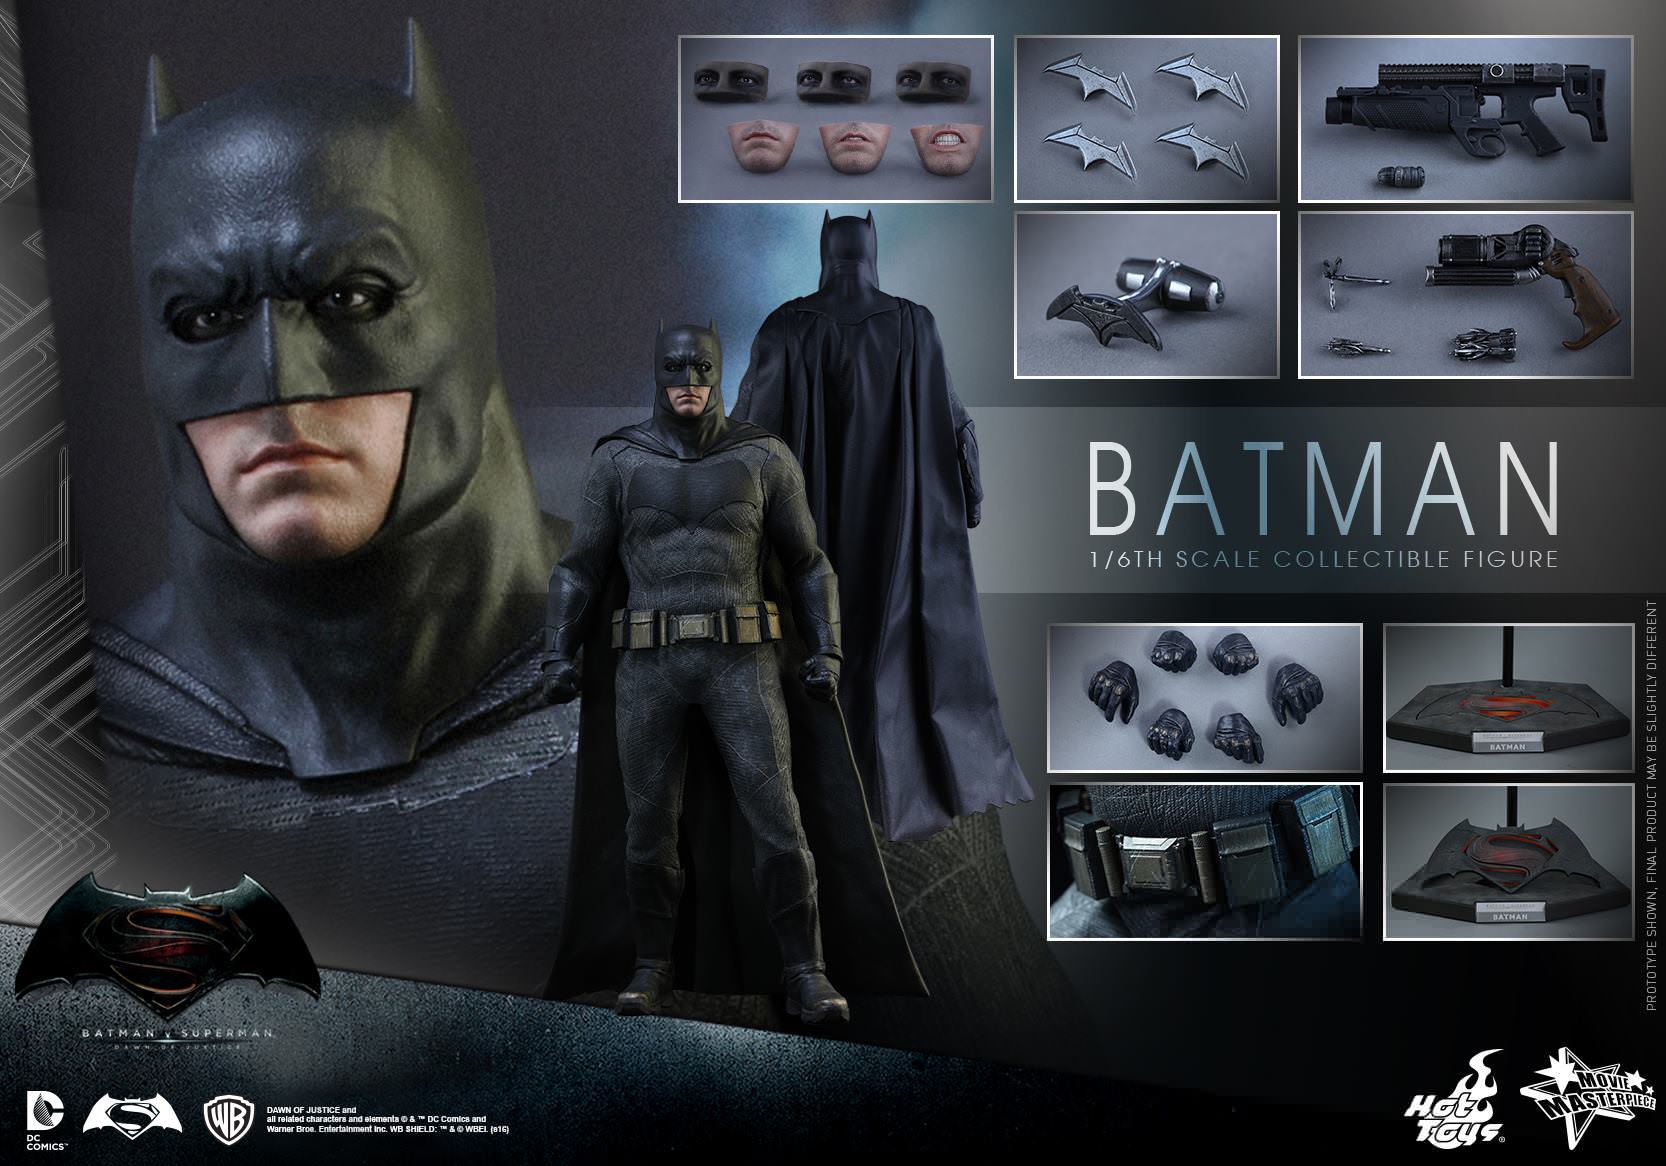 BATMAN
1/6TH SCALE COLLECTIBLE FIGURE
BATMAN
BATMAN
PROTOTYPE SHOWN, FINAL PRODUCT MAY BE SLIGHTLY DIFFERENT
BATMAN v SUPERMAN
DAWN OF JUSTICE
DC
COMICS™
WB
DAWN OF JUSTICE and
all related characters and elements © & ™ DC Comics and
Warner Bros. Entertainment Inc. WB SHIELD: ™ & © WBEI. (s16)
Hot
Toys®
MOVIE
MASTERPIECE